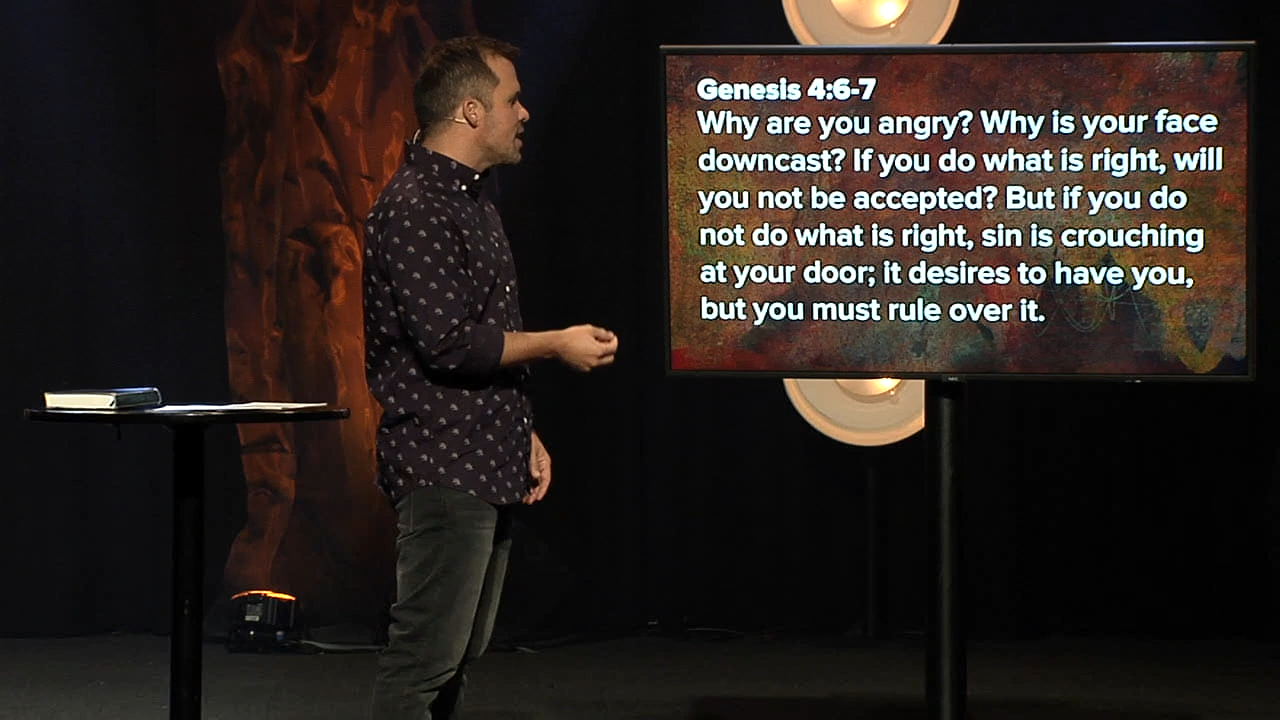 Genesis 4:6-7
Why are you angry? Why is your face
downcast? If you do what is right, will
you not be accepted? But if you do
not do what is right, sin is crouching
at your door; it desires to have you,
but you must rule over it.